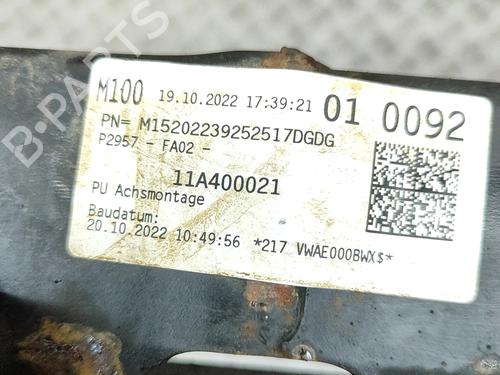 M100 19.10.2022 17:39:21 01 0092
PN= M15202239252517DGDG
P2957 - FA02 -
11A400021
PU Achsmontage
Baudatum:
20.10.2022 10:49:56 *217 VWAE000BWX$*
B-PARTS